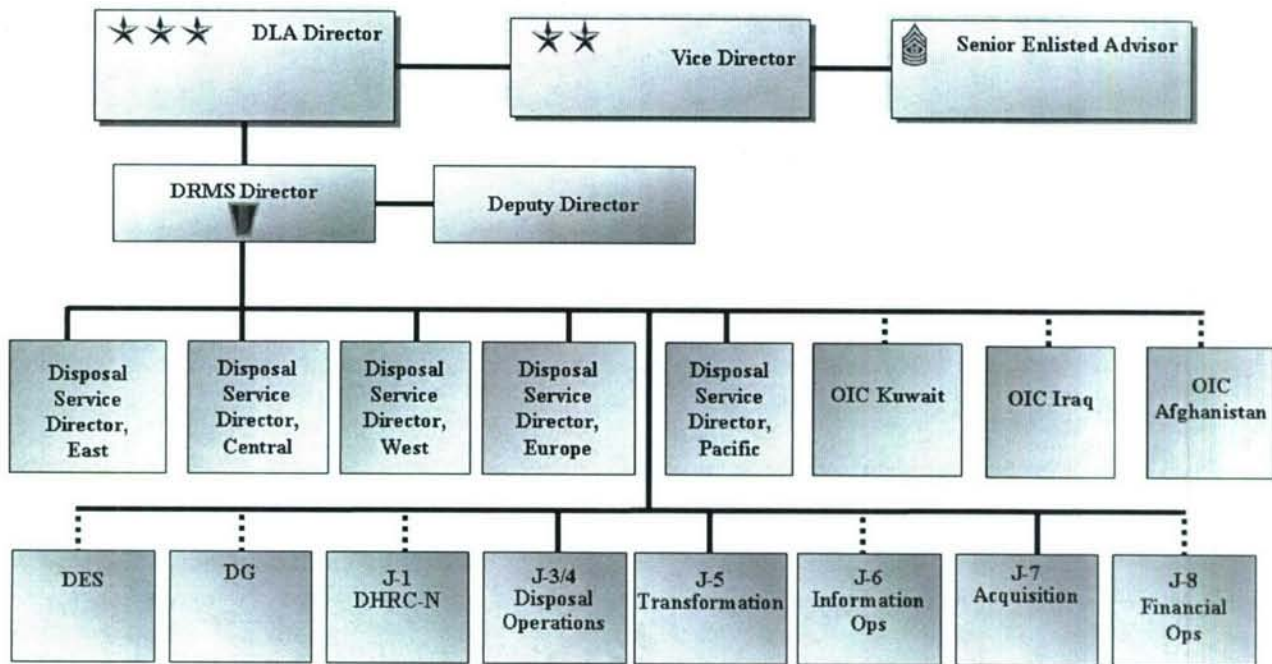 DLA Director
Vice Director
Senior Enlisted Advisor
DRMS Director
Deputy Director
Disposal
Service
Director,
East
Disposal
Service
Director,
Central
Disposal
Service
Director,
West
Disposal
Service
Director,
Europe
Disposal
Service
Director,
Pacific
OIC Kuwait
OIC Iraq
OIC
Afghanistan
DES
DG
J-1
DHRC-N
J-3/4
Disposal
Operations
J-5
Transformation
J-6
Information
Ops
J-7
Acquisition
J-8
Financial
Ops